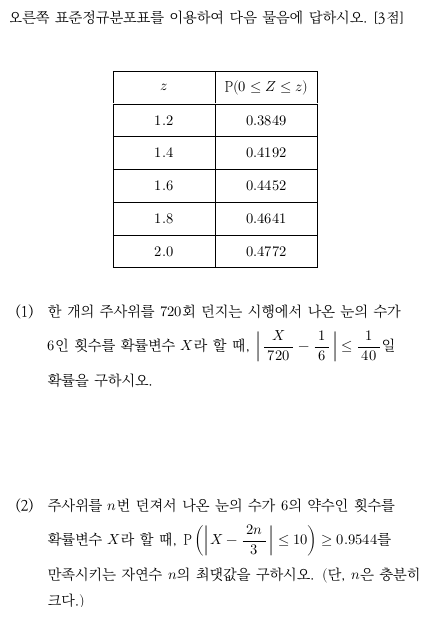 오른쪽 표준정규분포표를 이용하여 다음 물음에 답하시오. [3점]
z P(0 ≤ Z ≤ z)
1.2 0.3849
1.4 0.4192
1.6 0.4452
1.8 0.4641
2.0 0.4772
(1) 한 개의 주사위를 720회 던지는 시행에서 나온 눈의 수가
6인 횟수를 확률변수 X라 할 때, |X/720 − 1/6| ≤ 1/40일
확률을 구하시오.
(2) 주사위를 n번 던져서 나온 눈의 수가 6의 약수인 횟수를
확률변수 X라 할 때, P(|X − 2n/3| ≤ 10) ≥ 0.9544를
만족시키는 자연수 n의 최댓값을 구하시오. (단, n은 충분히
크다.)